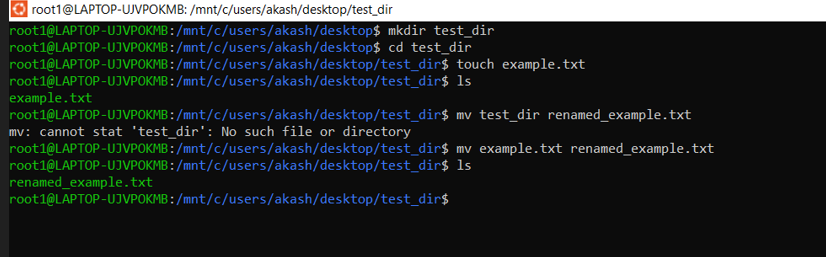 root1@LAPTOP-UJVPOKMB: /mnt/c/users/akash/desktop/test_dir
root1@LAPTOP-UJVPOKMB:/mnt/c/users/akash/desktop$ mkdir test_dir
root1@LAPTOP-UJVPOKMB:/mnt/c/users/akash/desktop$ cd test_dir
root1@LAPTOP-UJVPOKMB:/mnt/c/users/akash/desktop/test_dir$ touch example.txt
root1@LAPTOP-UJVPOKMB:/mnt/c/users/akash/desktop/test_dir$ ls
example.txt
root1@LAPTOP-UJVPOKMB:/mnt/c/users/akash/desktop/test_dir$ mv test_dir renamed_example.txt
mv: cannot stat 'test_dir': No such file or directory
root1@LAPTOP-UJVPOKMB:/mnt/c/users/akash/desktop/test_dir$ mv example.txt renamed_example.txt
root1@LAPTOP-UJVPOKMB:/mnt/c/users/akash/desktop/test_dir$ ls
renamed_example.txt
root1@LAPTOP-UJVPOKMB:/mnt/c/users/akash/desktop/test_dir$